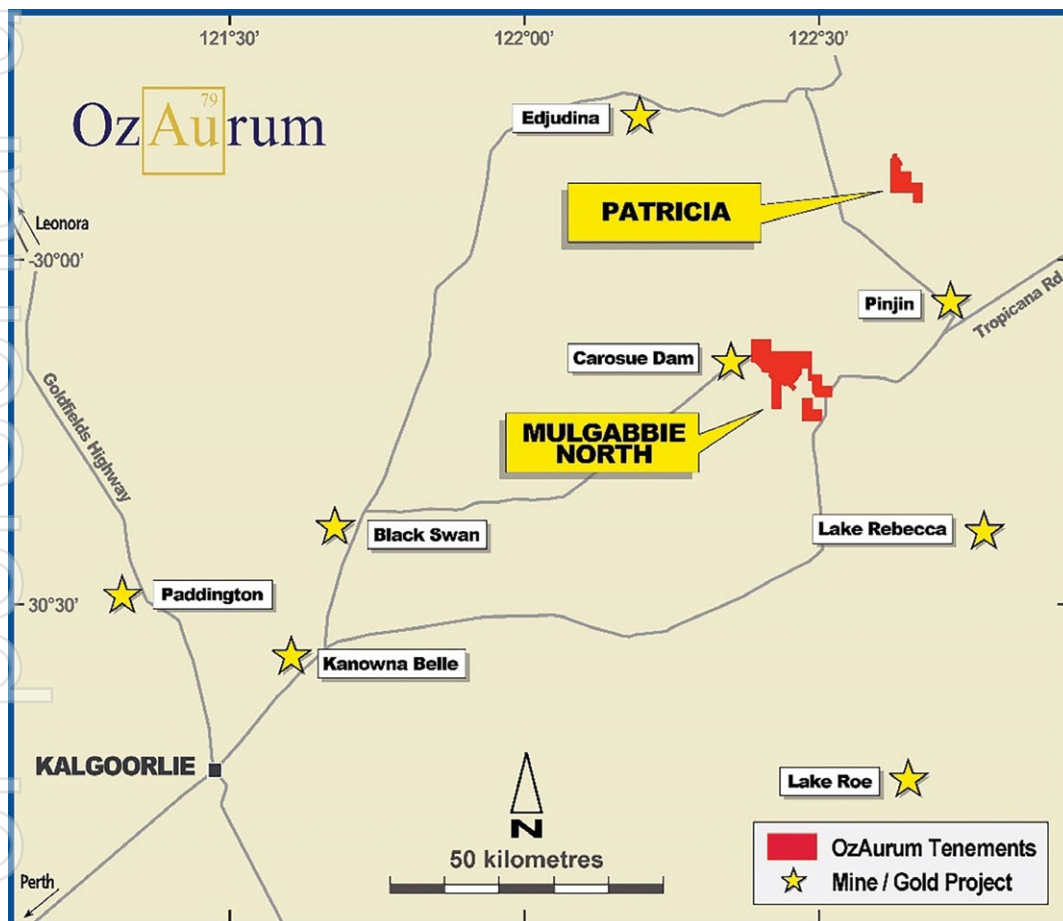 121°30'
122°00'
122°30'
79
OzAurum
Edjudina
PATRICIA
Leonora
-30°00'
Pinjin
Tropicana Rd
Carosue Dam
Goldfields Highway
MULGABBIE
NORTH
Black Swan
Lake Rebecca
Paddington
30°30'
Kanowna Belle
KALGOORLIE
Lake Roe
N
50 kilometres
OzAurum Tenements
Mine / Gold Project
Perth